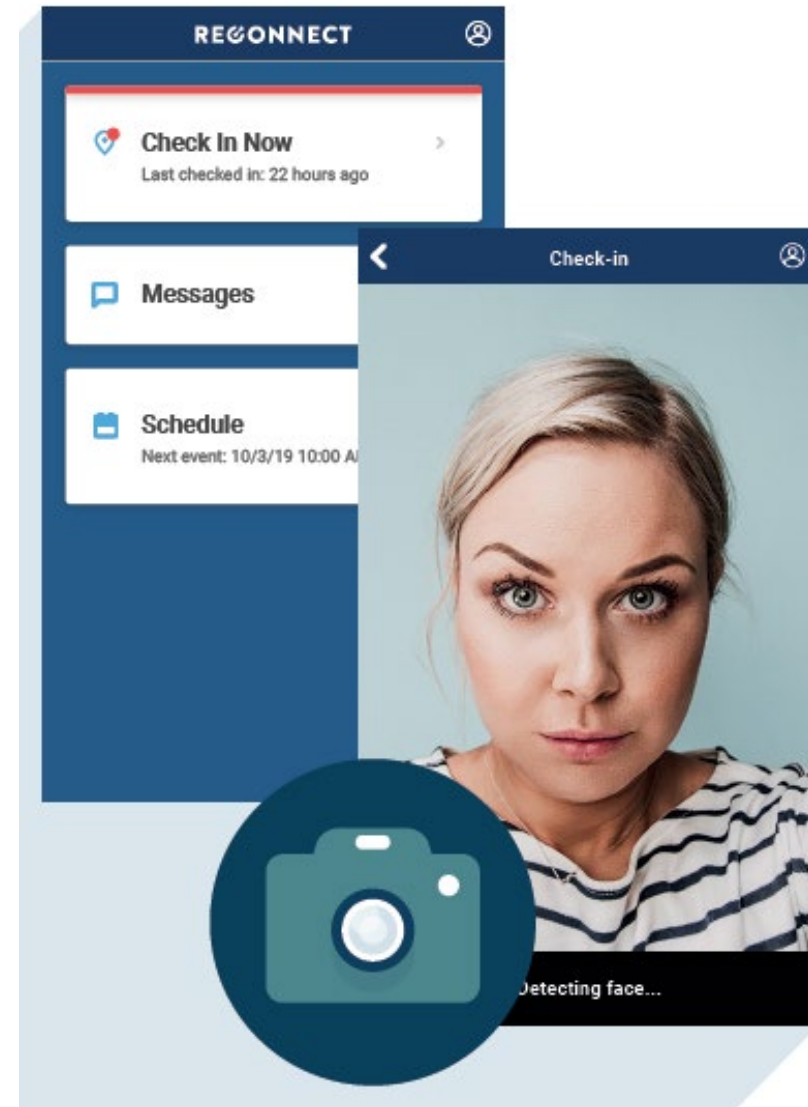 RECONNECT
Check In Now
Last checked in: 22 hours ago
Messages
Schedule
Next event: 10/3/19 10:00
Check-in
Detecting face...